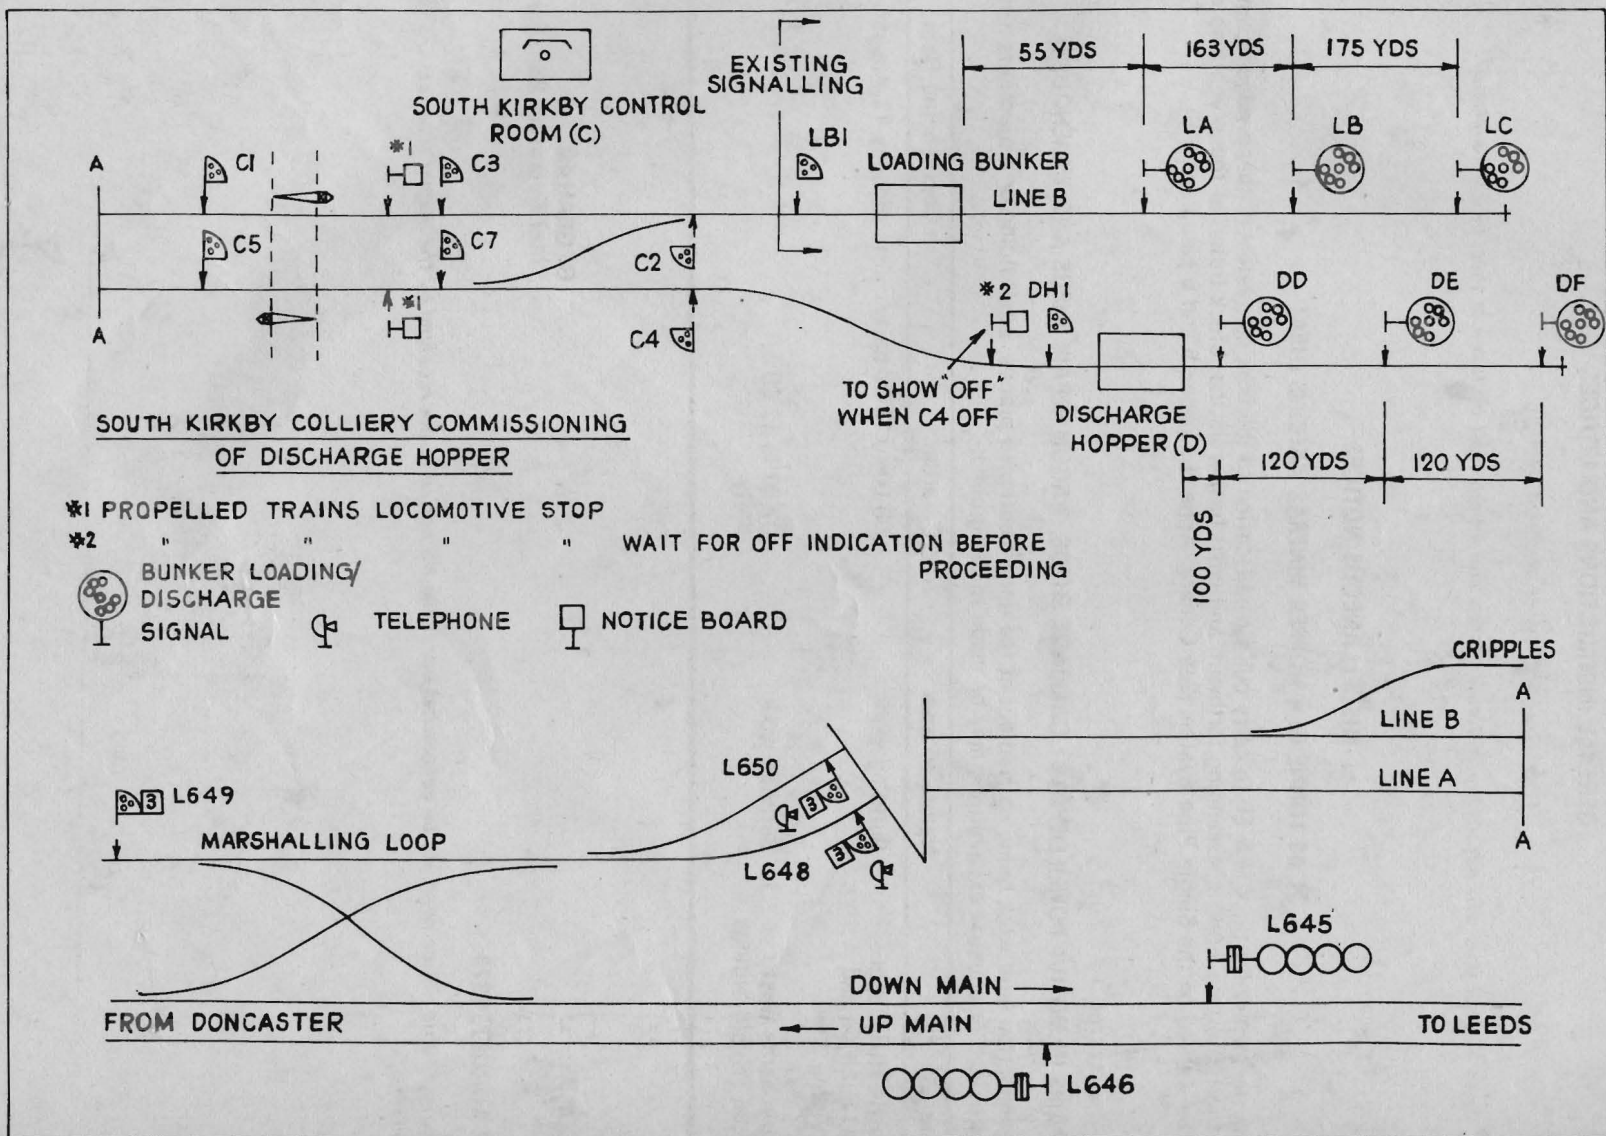 SOUTH KIRKBY CONTROL
ROOM (C)
EXISTING
SIGNALLING
55 YDS
163 YDS
175 YDS
A
C1
*1
C3
LB1
LOADING BUNKER
LINE B
LA
LB
LC
C5
C7
C2
A
*1
C4
*2
DH1
DD
DE
DF
TO SHOW "OFF"
WHEN C4 OFF
DISCHARGE
HOPPER (D)
120 YDS
120 YDS
100 YDS
SOUTH KIRKBY COLLIERY COMMISSIONING
OF DISCHARGE HOPPER
*1 PROPELLED TRAINS LOCOMOTIVE STOP
*2 " " " " WAIT FOR OFF INDICATION BEFORE
PROCEEDING
BUNKER LOADING/
DISCHARGE
SIGNAL
TELEPHONE
NOTICE BOARD
CRIPPLES
A
LINE B
LINE A
A
L650
3
3 L649
MARSHALLING LOOP
3
L648
L645
DOWN MAIN
FROM DONCASTER
UP MAIN
TO LEEDS
L646